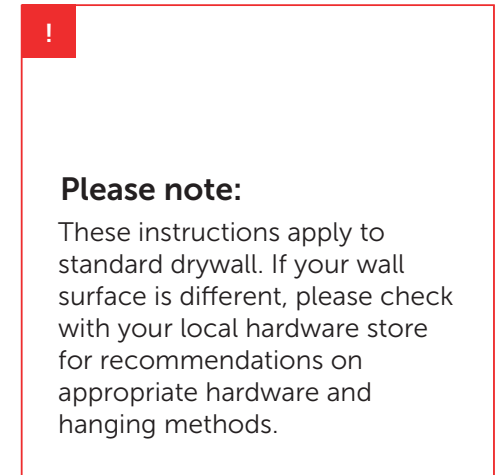 !
Please note:
These instructions apply to
standard drywall. If your wall
surface is different, please check
with your local hardware store
for recommendations on
appropriate hardware and
hanging methods.